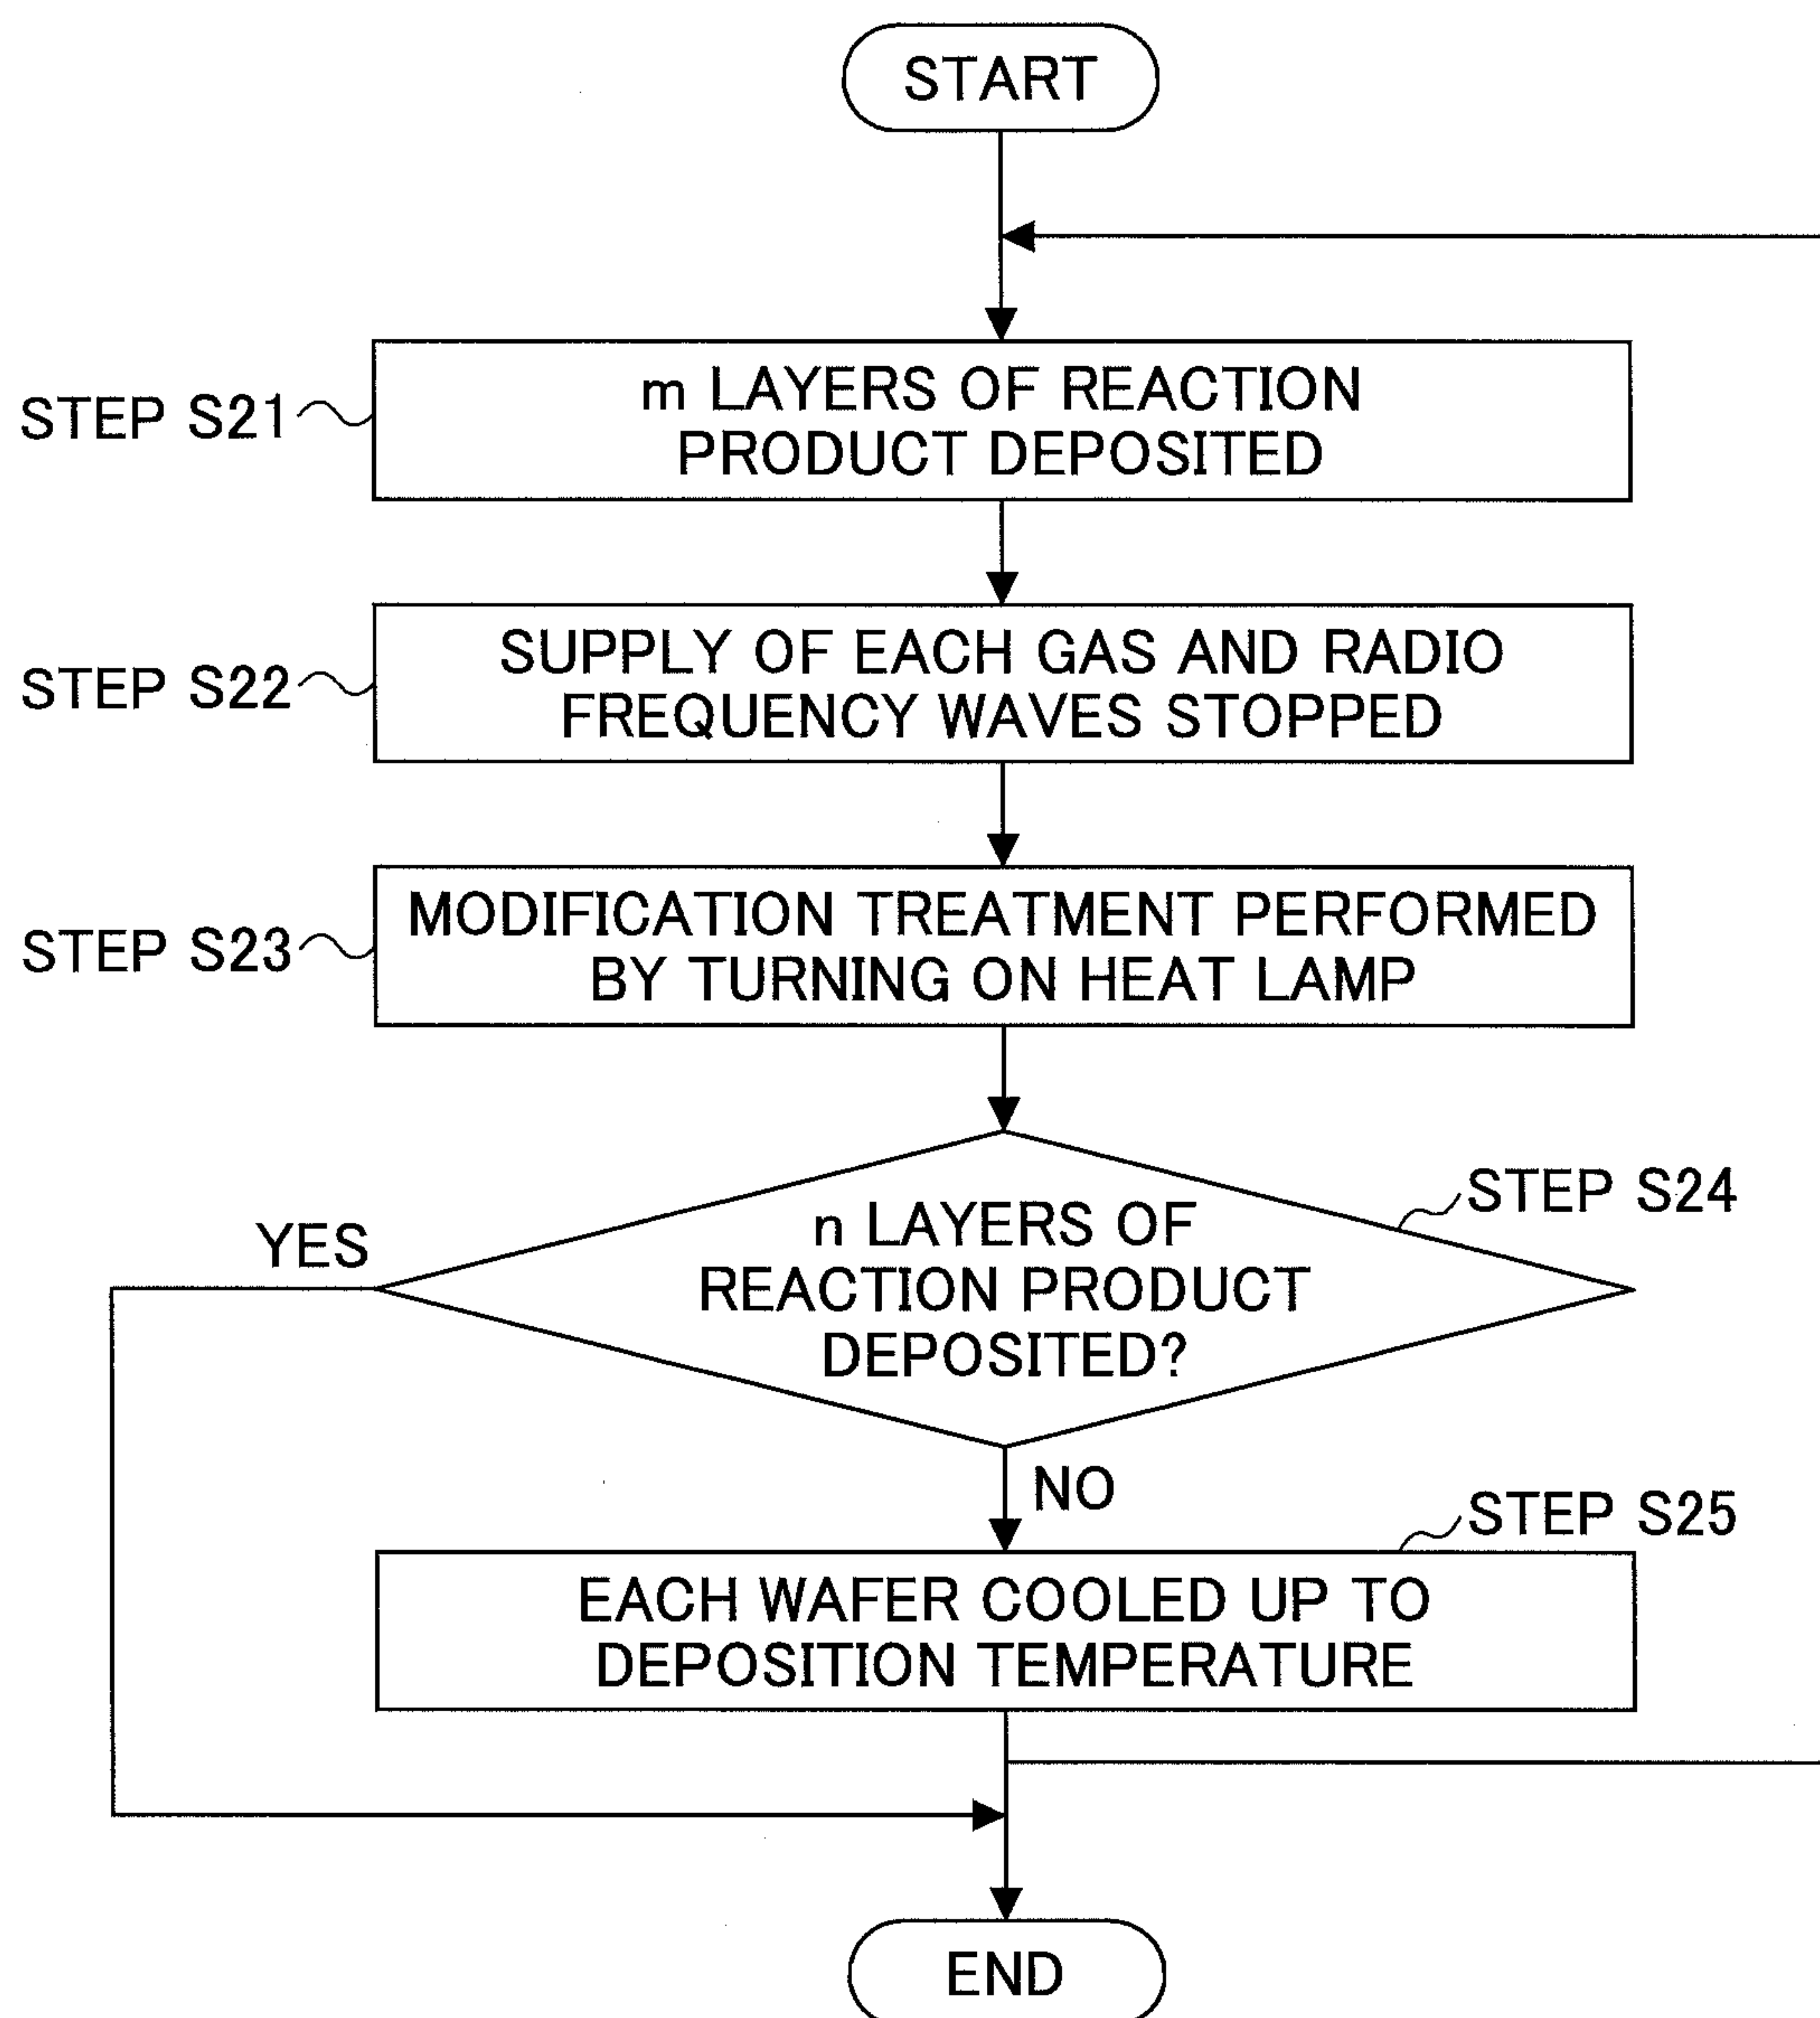 START
STEP S21
m LAYERS OF REACTION
PRODUCT DEPOSITED
STEP S22
SUPPLY OF EACH GAS AND RADIO
FREQUENCY WAVES STOPPED
STEP S23
MODIFICATION TREATMENT PERFORMED
BY TURNING ON HEAT LAMP
STEP S24
YES
n LAYERS OF
REACTION PRODUCT
DEPOSITED?
NO
STEP S25
EACH WAFER COOLED UP TO
DEPOSITION TEMPERATURE
END